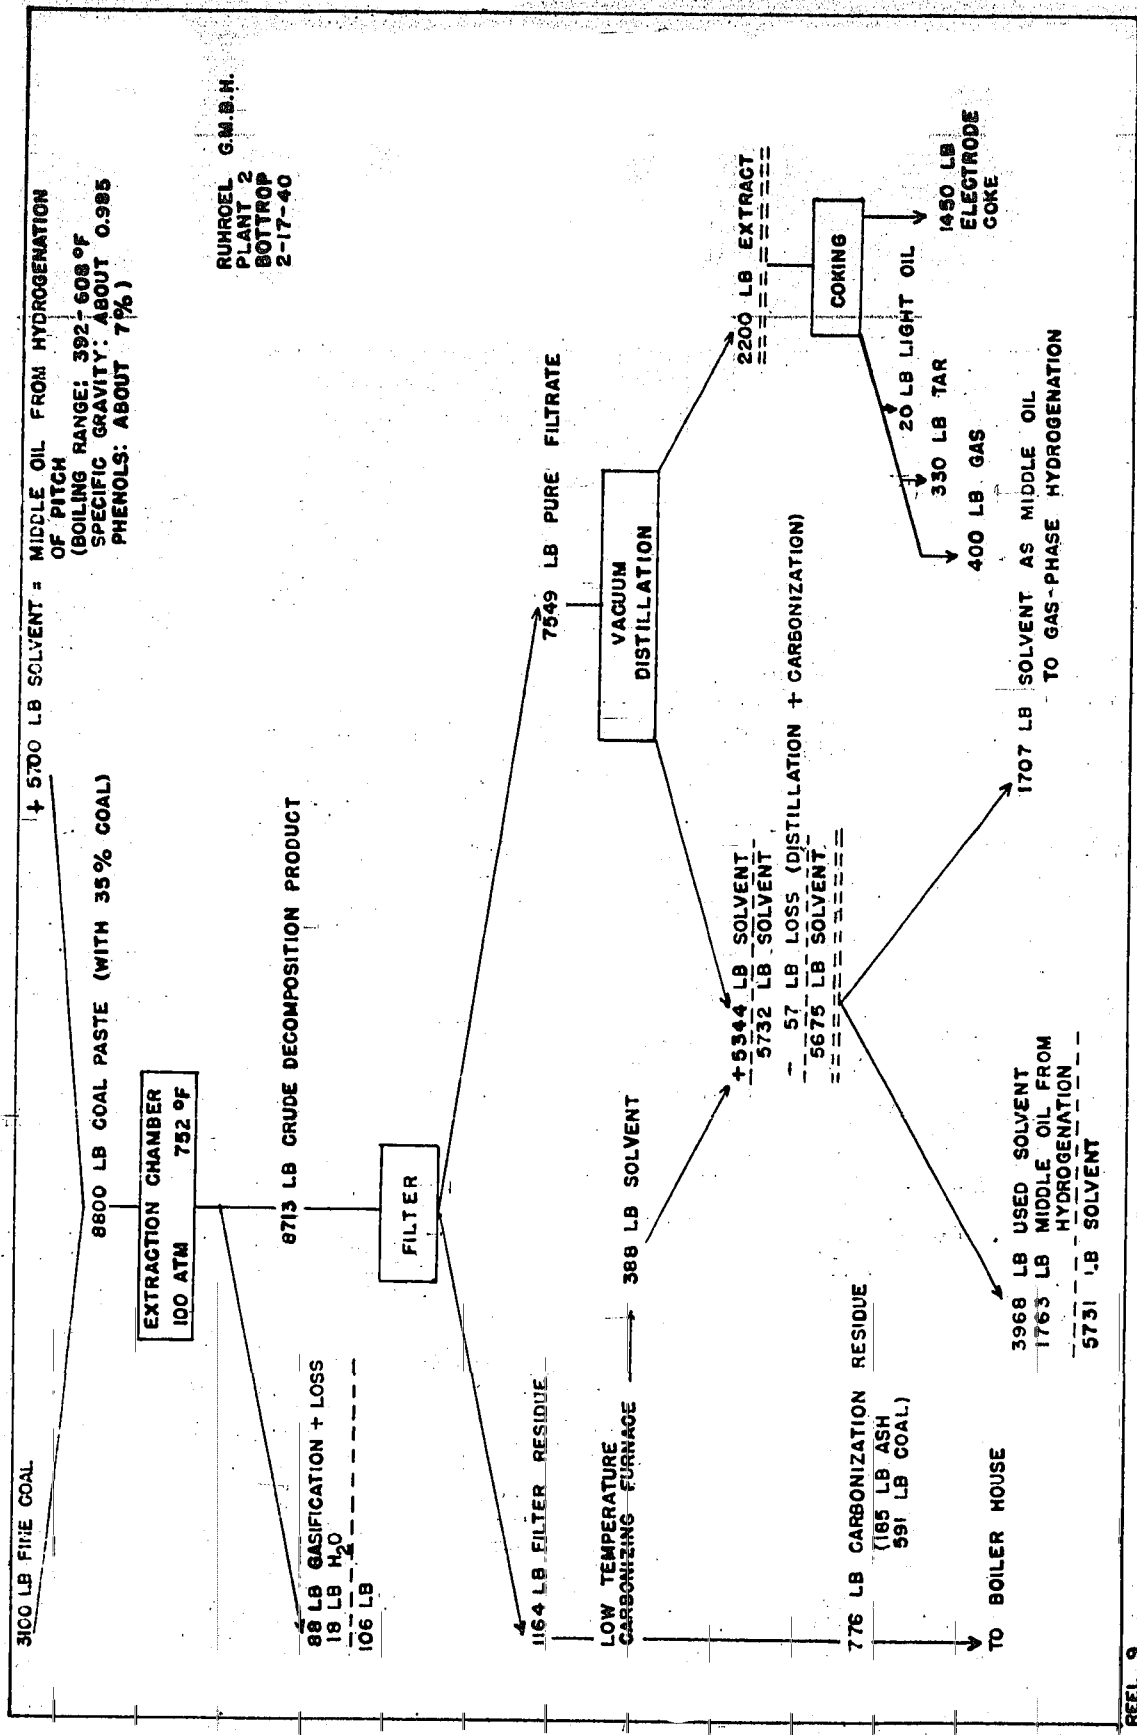 3100 LB FINE COAL
+ 5700 LB SOLVENT = MIDDLE OIL FROM HYDROGENATION
OF PITCH
(BOILING RANGE: 392-608 °F
SPECIFIC GRAVITY: ABOUT 0.985
PHENOLS: ABOUT 7%)
8800 LB COAL PASTE (WITH 35% COAL)
RUHROEL G.M.B.H.
PLANT 2
BOTTROP
2-17-40
EXTRACTION CHAMBER
100 ATM 752 °F
88 LB GASIFICATION + LOSS
18 LB H2O
106 LB
8713 LB CRUDE DECOMPOSITION PRODUCT
FILTER
1164 LB FILTER RESIDUE
7549 LB PURE FILTRATE
LOW TEMPERATURE
CARBONIZING FURNACE
388 LB SOLVENT
VACUUM
DISTILLATION
+5344 LB SOLVENT
5732 LB SOLVENT
- 57 LB LOSS (DISTILLATION + CARBONIZATION)
5675 LB SOLVENT
2200 LB EXTRACT
COKING
776 LB CARBONIZATION RESIDUE
(185 LB ASH
591 LB COAL)
TO BOILER HOUSE
3968 LB USED SOLVENT
1763 LB MIDDLE OIL FROM
HYDROGENATION
5731 LB SOLVENT
1707 LB SOLVENT AS MIDDLE OIL
TO GAS-PHASE HYDROGENATION
400 LB GAS
330 LB TAR
20 LB LIGHT OIL
1450 LB
ELECTRODE
COKE
REEL 9